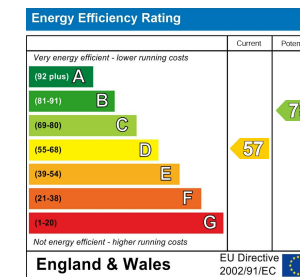 Energy Efficiency Rating
Current
Very energy efficient - lower running costs
(92 plus) A
(81-91) B
(69-80) C
(55-68) D
57
(39-54) E
(21-38) F
(1-20) G
Not energy efficient - higher running costs
England & Wales
EU Directive
2002/91/EC